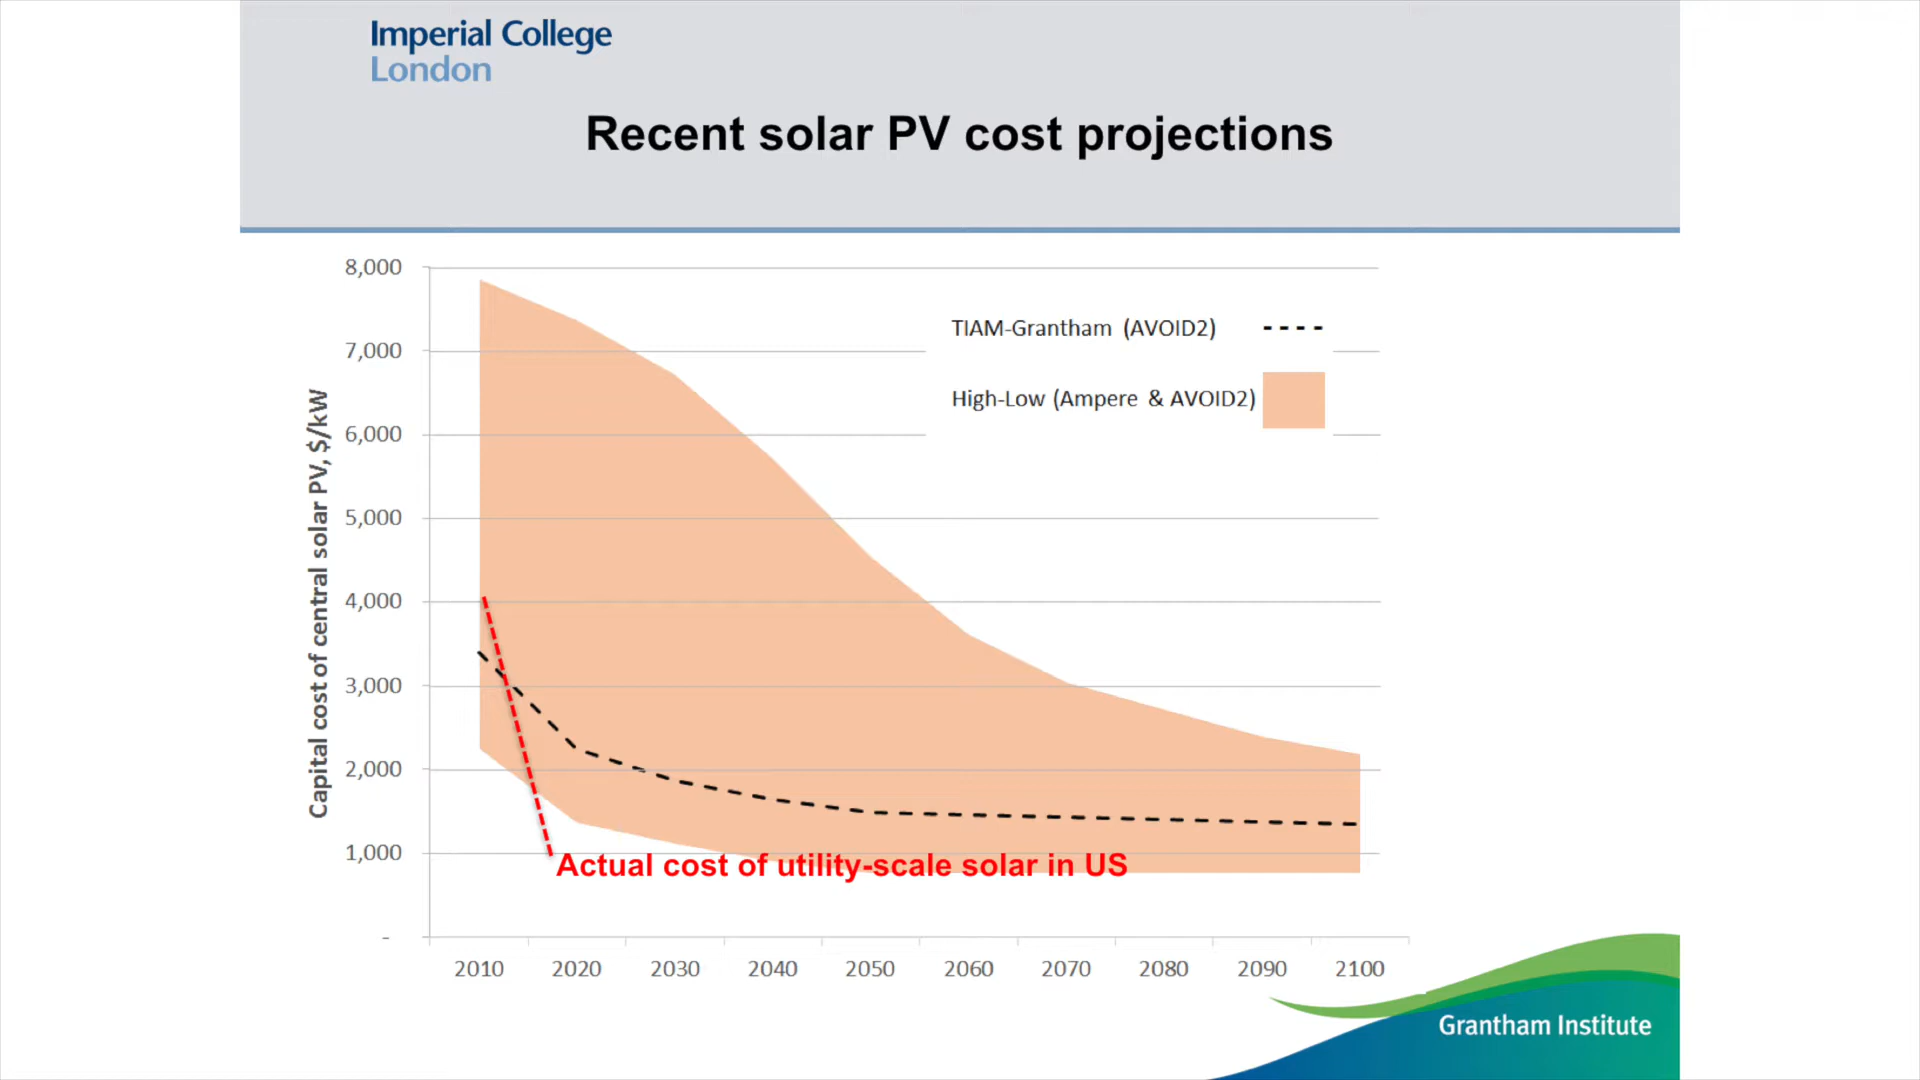 Imperial College
London
Recent solar PV cost projections
Capital cost of central solar PV, $/kW
8,000
7,000
6,000
5,000
4,000
3,000
2,000
1,000
-
TIAM-Grantham (AVOID2)
High-Low (Ampere & AVOID2)
Actual cost of utility-scale solar in US
2010 2020 2030 2040 2050 2060 2070 2080 2090 2100
Grantham Institute